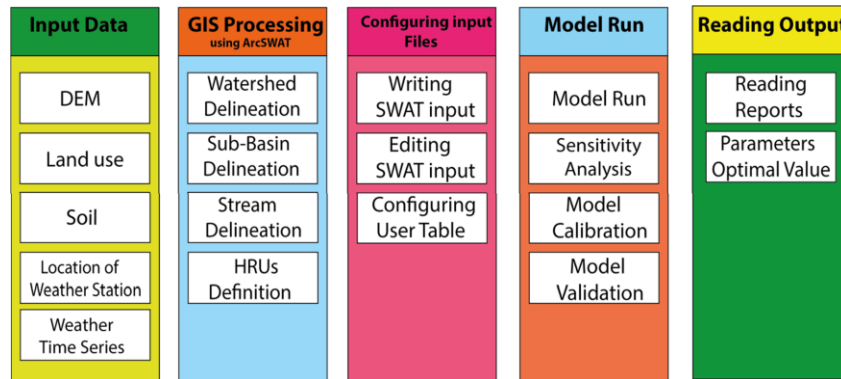 Input Data
DEM
Land use
Soil
Location of
Weather Station
Weather
Time Series
GIS Processing
using ArcSWAT
Watershed
Delineation
Sub-Basin
Delineation
Stream
Delineation
HRUs
Definition
Configuring input
Files
Writing
SWAT input
Editing
SWAT input
Configuring
User Table
Model Run
Model Run
Sensitivity
Analysis
Model
Calibration
Model
Validation
Reading Output
Reading
Reports
Parameters
Optimal Value